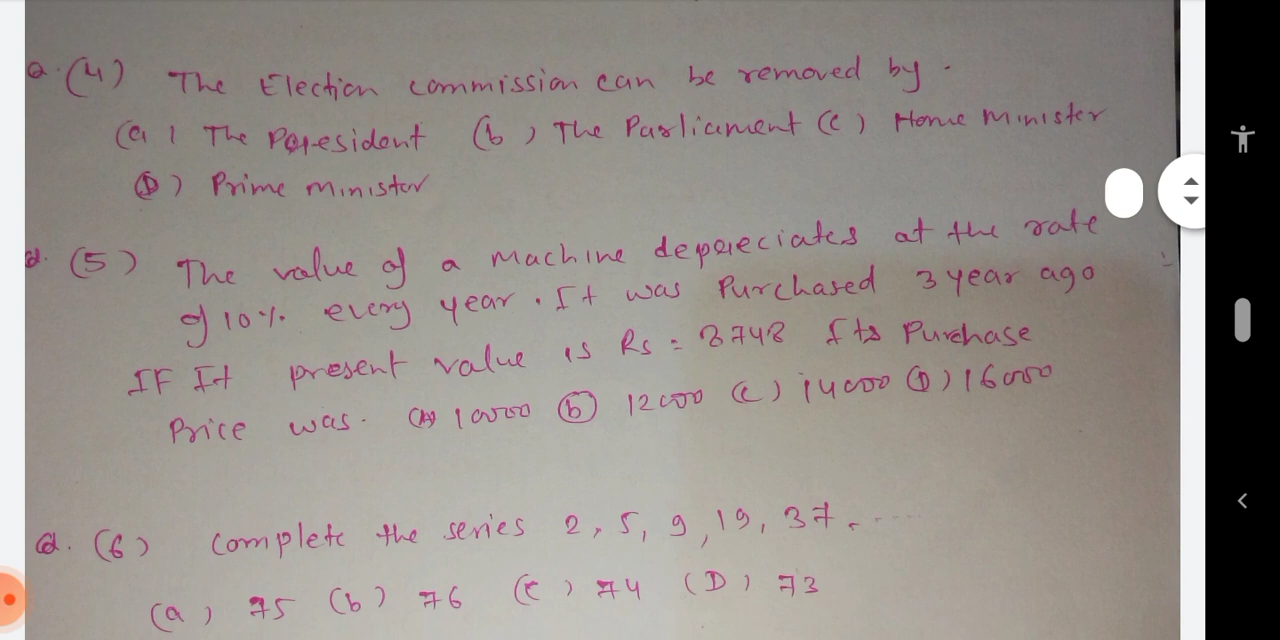 Q. (4) The Election commission can be removed by.
(a) The President (b) The Parliament (c) Home Minister
(D) Prime minister
Q. (5) The value of a machine depreciates at the rate
of 10% every year. It was Purchased 3 year ago
IF It present value is Rs = 8748 Its Purchase
Price was. (A) 10000 (b) 12000 (c) 14000 (D) 16000
Q. (6) complete the series 2, 5, 9, 19, 37, .....
(a) 75 (b) 76 (c) 74 (D) 73